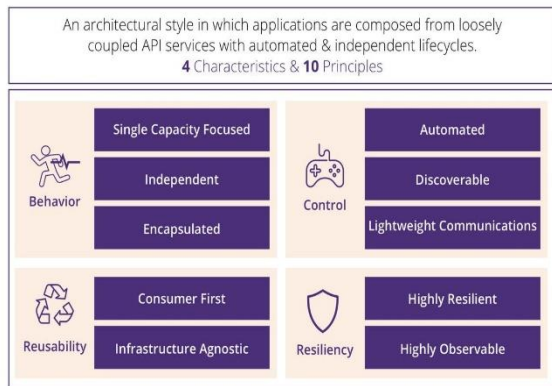 An architectural style in which applications are composed from loosely
coupled API services with automated & independent lifecycles.
4 Characteristics & 10 Principles
Behavior
Single Capacity Focused
Independent
Encapsulated
Control
Automated
Discoverable
Lightweight Communications
Reusability
Consumer First
Infrastructure Agnostic
Resiliency
Highly Resilient
Highly Observable